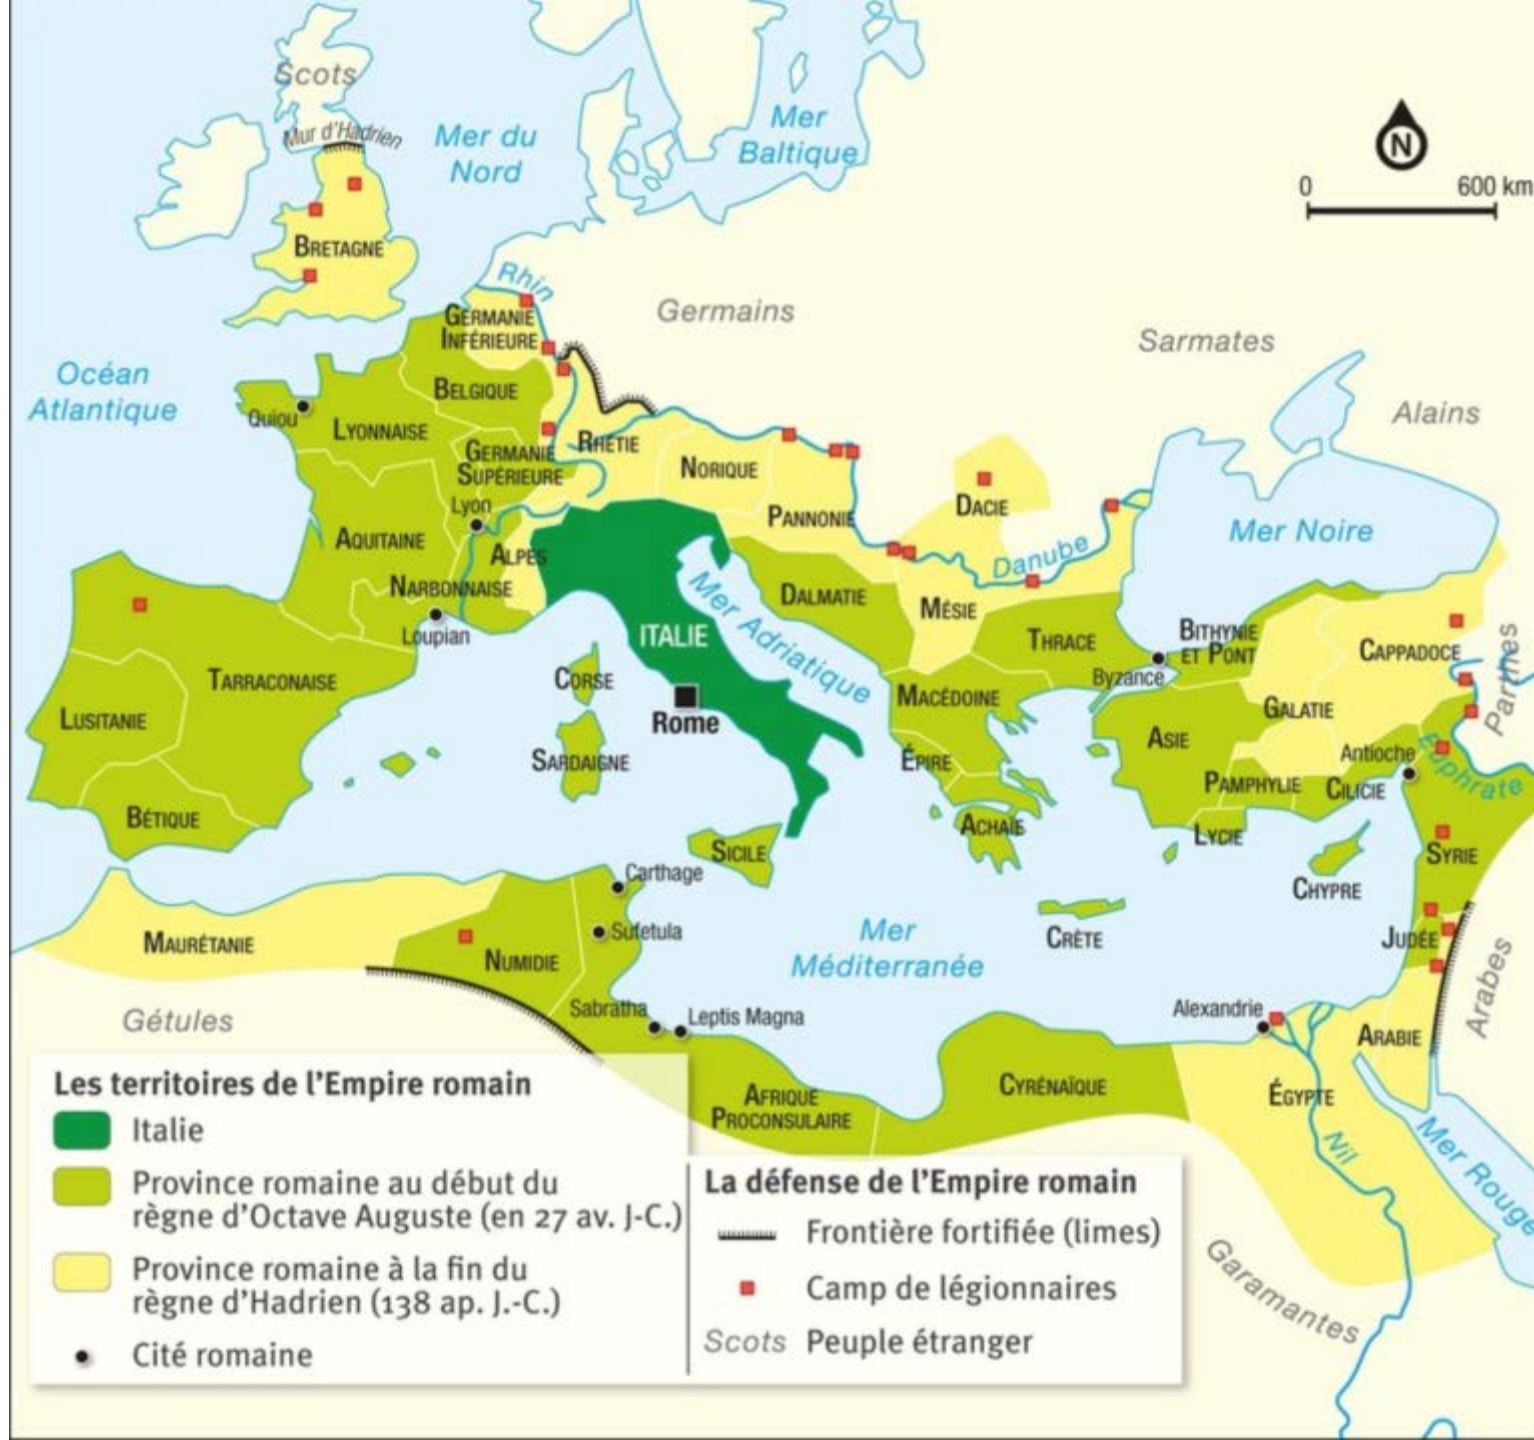 Scots
Mur d'Hadrien
Mer du
Nord
Mer
Baltique
N
0 600 km
BRETAGNE
Rhin
Germains
Sarmates
Alains
Océan
Atlantique
GERMANIE
INFÉRIEURE
BELGIQUE
Quiou
LYONNAISE
GERMANIE
SUPÉRIEURE
RHÉTIE
NORIQUE
PANNONIE
DACIE
Danube
Mer Noire
Lyon
AQUITAINE
ALPES
NARBONNAISE
Loupian
DALMATIE
MÉSIE
THRACE
BITHYNIE
ET PONT
Byzance
CAPPADOCE
Parthes
ITALIE
Mer Adriatique
Rome
CORSE
SARDAIGNE
TARRACONAISE
LUSITANIE
BÉTIQUE
MACÉDOINE
ÉPIRE
ACHAÏE
ASIE
GALATIE
PAMPHYLIE
LYCIE
CILICIE
Antioche
Euphrate
SYRIE
CHYPRE
CRÈTE
SICILE
Carthage
Sufetula
MAURÉTANIE
NUMIDIE
Mer
Méditerranée
JUDÉE
Arabes
Gétules
Sabratha
Leptis Magna
Alexandrie
ARABIE
AFRIQUE
PROCONSULAIRE
CYRÉNAÏQUE
ÉGYPTE
Nil
Mer Rouge
Garamantes
Les territoires de l'Empire romain
Italie
Province romaine au début du
règne d'Octave Auguste (en 27 av. J-C.)
Province romaine à la fin du
règne d'Hadrien (138 ap. J.-C.)
Cité romaine
La défense de l'Empire romain
Frontière fortifiée (limes)
Camp de légionnaires
Scots Peuple étranger